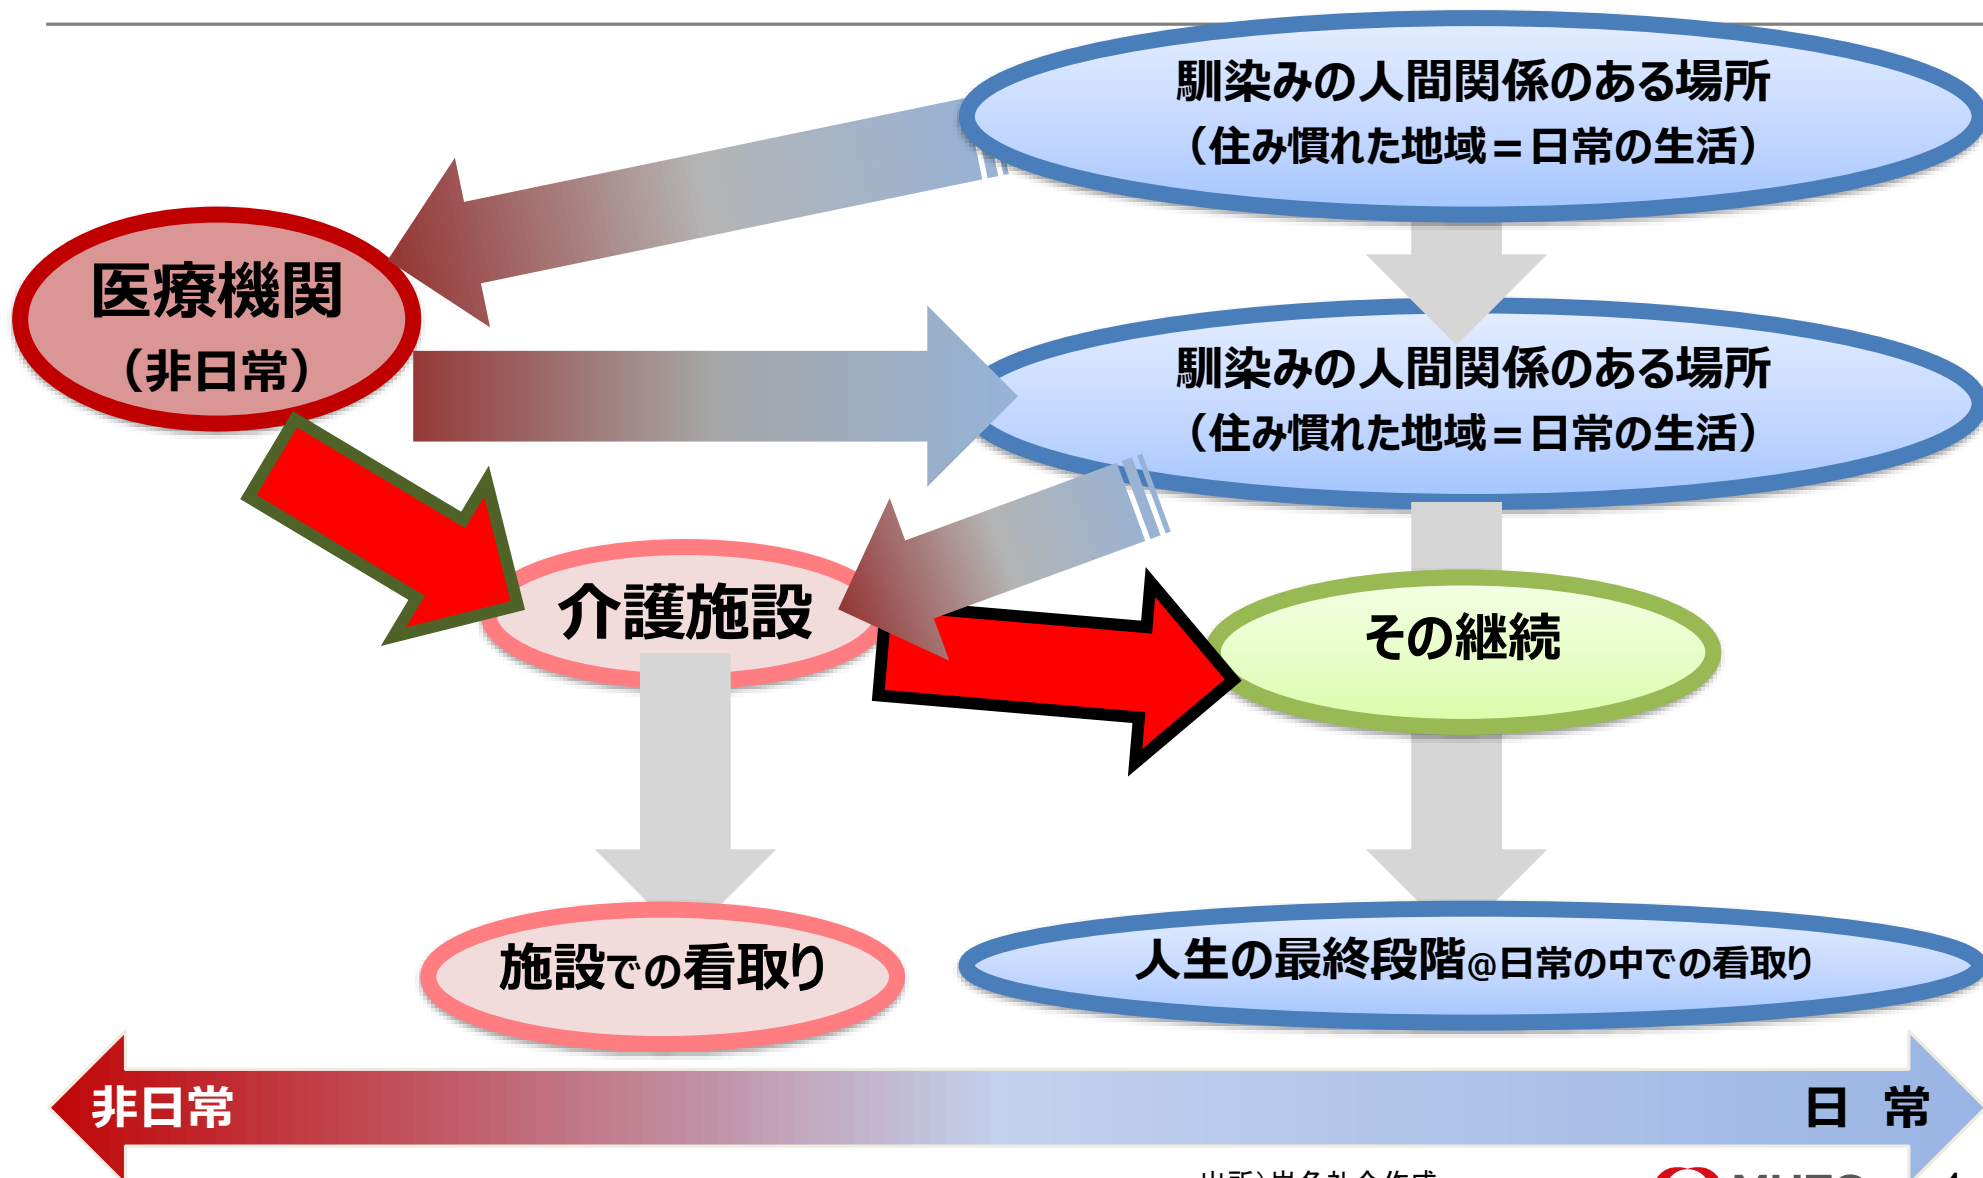 馴染みの人間関係のある場所
（住み慣れた地域＝日常の生活）
医療機関
（非日常）
馴染みの人間関係のある場所
（住み慣れた地域＝日常の生活）
介護施設
その継続
施設での看取り
人生の最終段階@日常の中での看取り
非日常
日　常